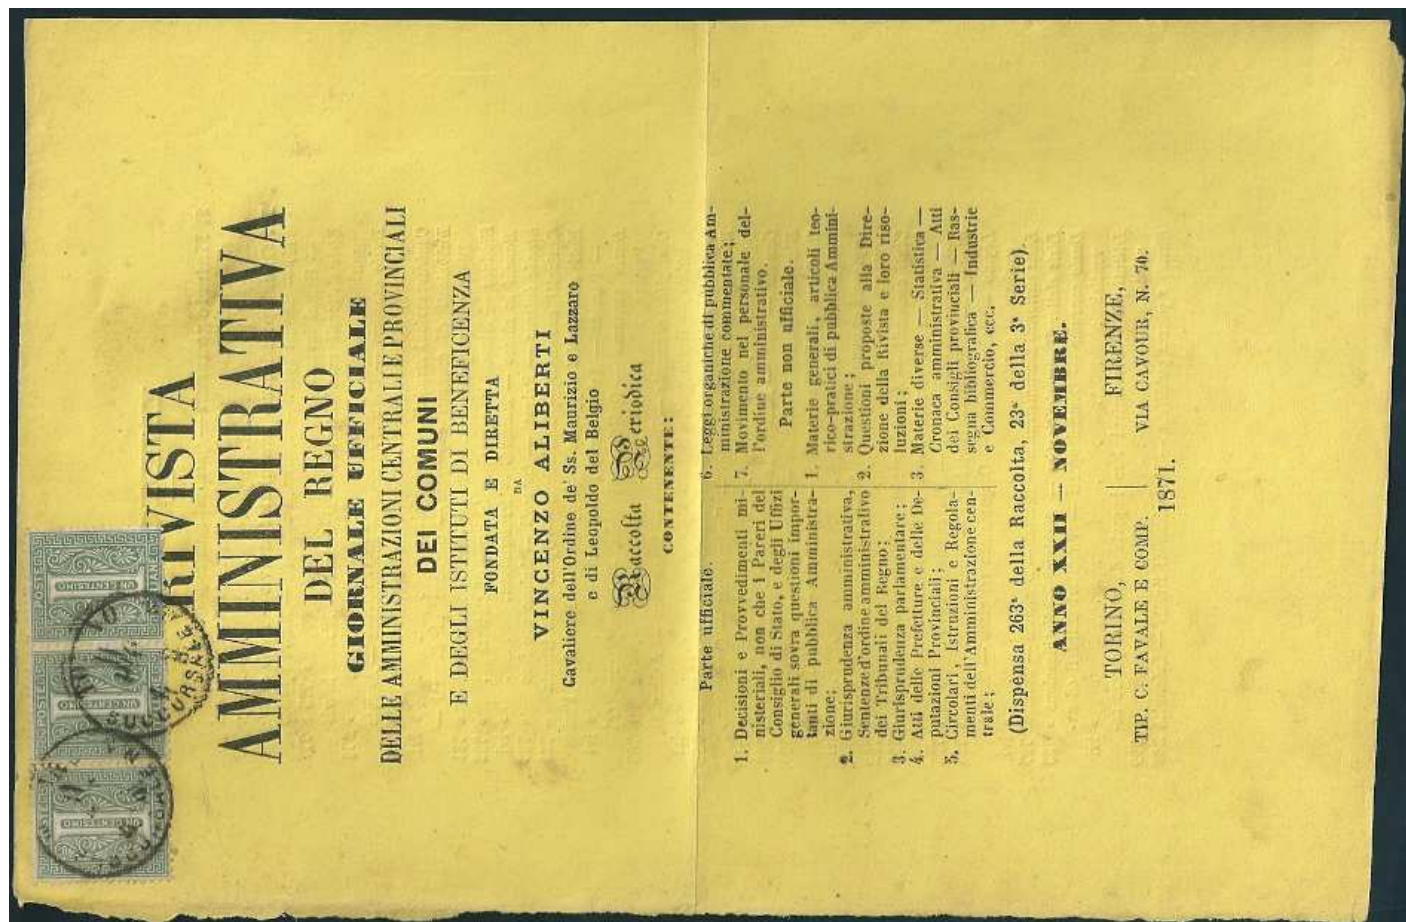 RIVISTA
AMMINISTRATIVA
DEL REGNO
GIORNALE UFFICIALE
DELLE AMMINISTRAZIONI CENTRALI E PROVINCIALI
DEI COMUNI
E DEGLI ISTITUTI DI BENEFICENZA
FONDATA E DIRETTA
DA
VINCENZO ALIBERTI
Cavaliere dell'Ordine de' Ss. Maurizio e Lazzaro
e di Leopoldo del Belgio
Raccolta Periodica
CONTENENTE:
Parte ufficiale.
1. Decisioni e Provvedimenti mi-
nisteriali, non che i Pareri del
Consiglio di Stato, e degli Uffizi
generali sovra questioni impor-
tanti di pubblica Amministra-
zione;
2. Giurisprudenza amministrativa,
Sentenze d'ordine amministrativo
dei Tribunali del Regno;
3. Giurisprudenza parlamentare;
4. Atti delle Prefetture e delle De-
putazioni Provinciali;
5. Circolari, Istruzioni e Regola-
menti dell'Amministrazione cen-
trale;
6. Leggi organiche di pubblica Am-
ministrazione commentate;
7. Movimento nel personale del-
l'ordine amministrativo.
Parte non ufficiale.
1. Materie generali, articoli teo-
rico-pratici di pubblica Ammini-
strazione;
2. Questioni proposte alla Dire-
zione della Rivista e loro riso-
luzioni;
3. Materie diverse — Statistica —
Cronaca amministrativa — Atti
dei Consigli provinciali — Ras-
segna bibliografica — Industrie
e Commercio, ecc.
(Dispensa 263ª della Raccolta, 23ª della 3ª Serie).
ANNO XXII — NOVEMBRE.
TORINO,
TIP. C. FAVALE E COMP.
FIRENZE,
VIA CAVOUR, N. 70.
1871.
UN CENTESIMO
UN CENTESIMO
UN CENTESIMO
SUCCURSALE